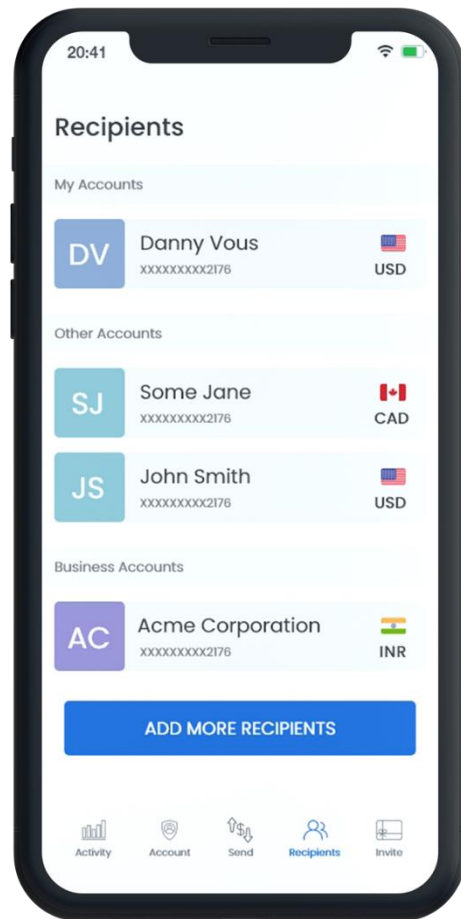 20:41
Recipients
My Accounts
DV
Danny Vous
xxxxxxxxx2176
USD
Other Accounts
SJ
Some Jane
xxxxxxxxx2176
CAD
JS
John Smith
xxxxxxxxx2176
USD
Business Accounts
AC
Acme Corporation
xxxxxxxxx2176
INR
ADD MORE RECIPIENTS
Activity
Account
Send
Recipients
Invite